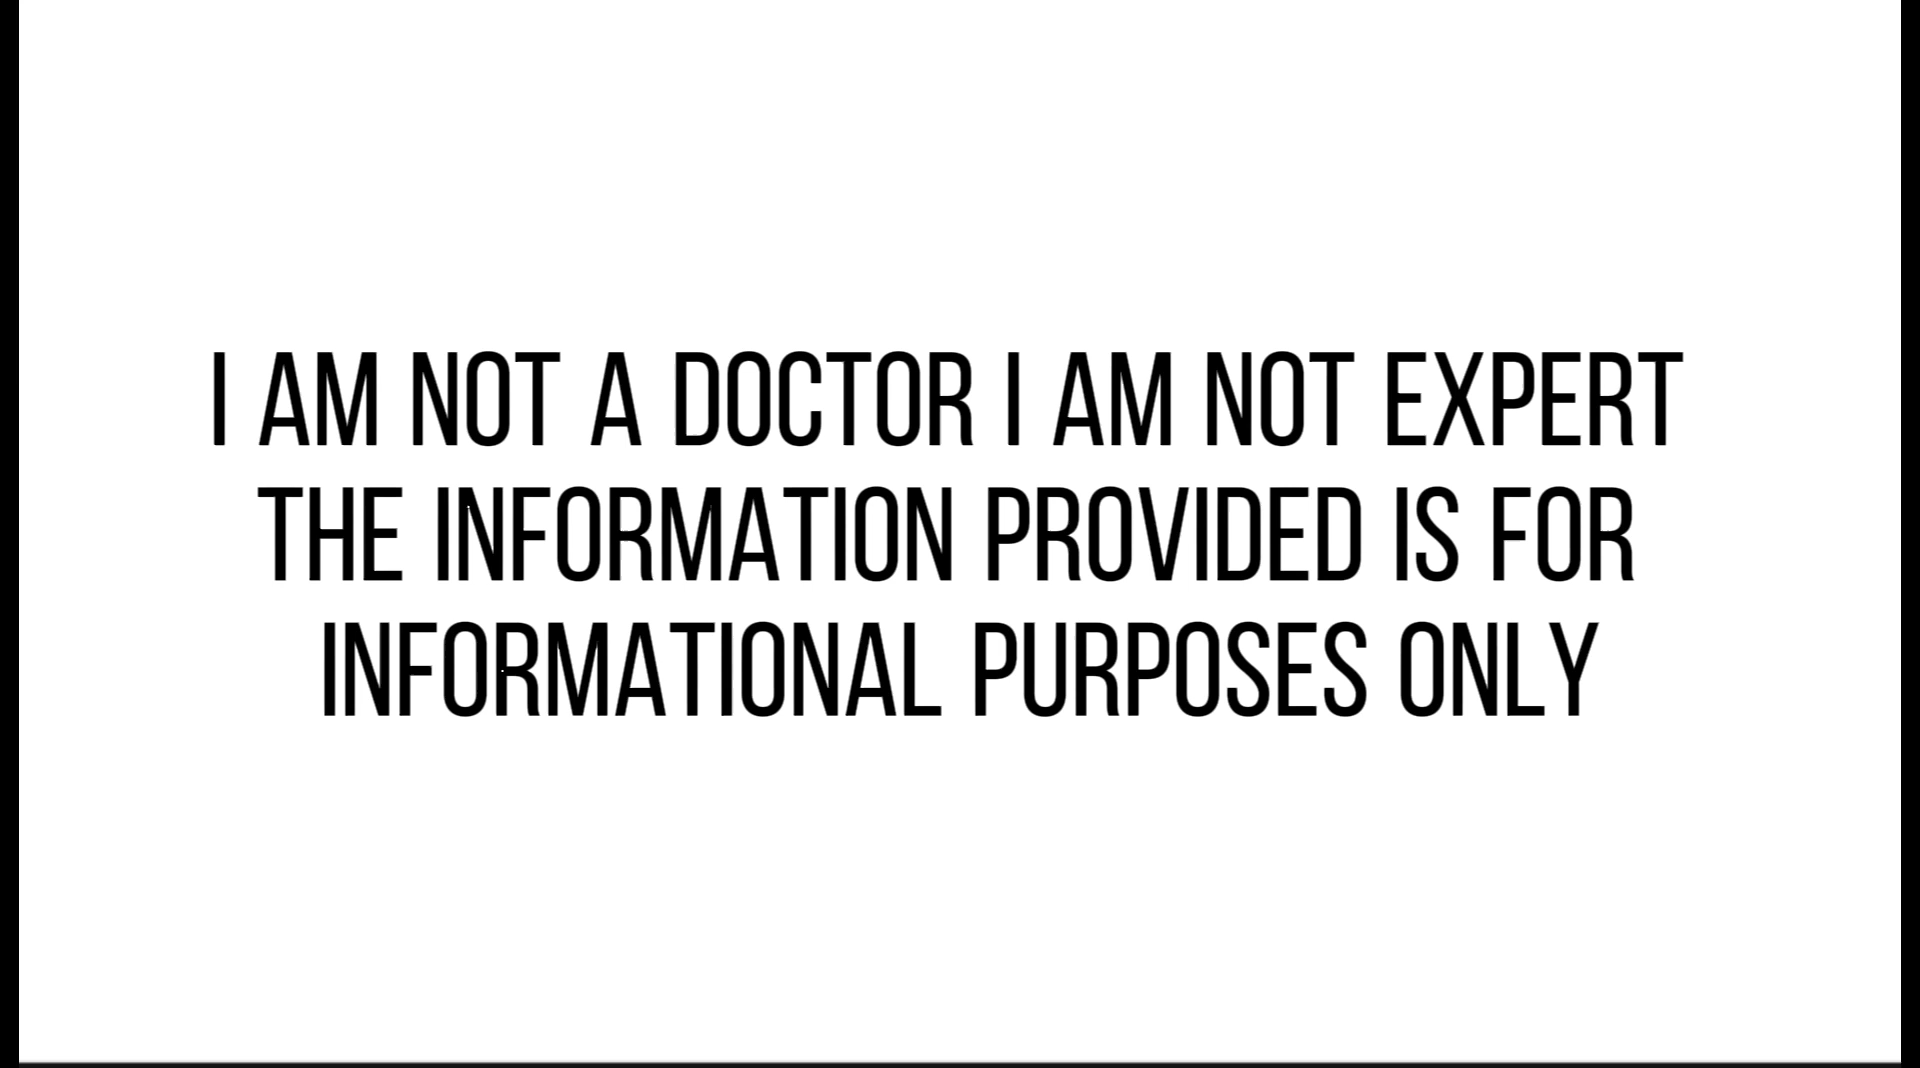 I AM NOT A DOCTOR I AM NOT EXPERT
THE INFORMATION PROVIDED IS FOR
INFORMATIONAL PURPOSES ONLY